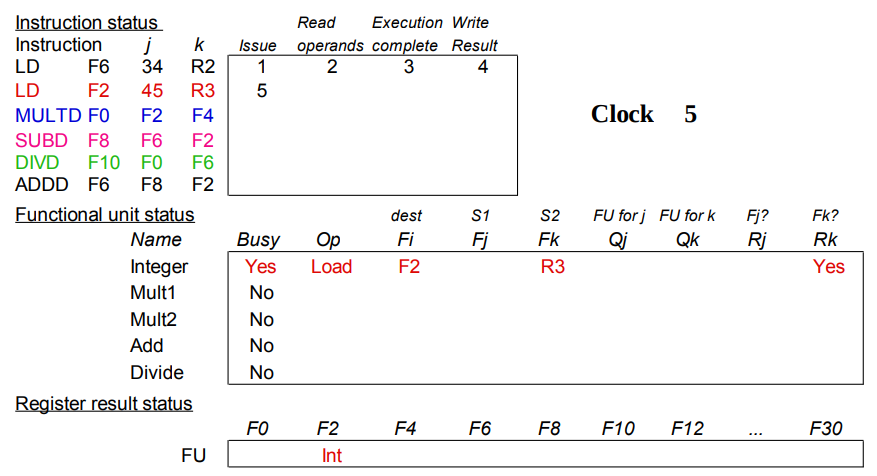 Instruction status Read Execution Write
Instruction j k Issue operands complete Result
LD F6 34 R2 1 2 3 4
LD F2 45 R3 5
MULTD F0 F2 F4 Clock 5
SUBD F8 F6 F2
DIVD F10 F0 F6
ADDD F6 F8 F2
Functional unit status dest S1 S2 FU for j FU for k Fj? Fk?
Name Busy Op Fi Fj Fk Qj Qk Rj Rk
Integer Yes Load F2 R3 Yes
Mult1 No
Mult2 No
Add No
Divide No
Register result status
F0 F2 F4 F6 F8 F10 F12 ... F30
FU Int